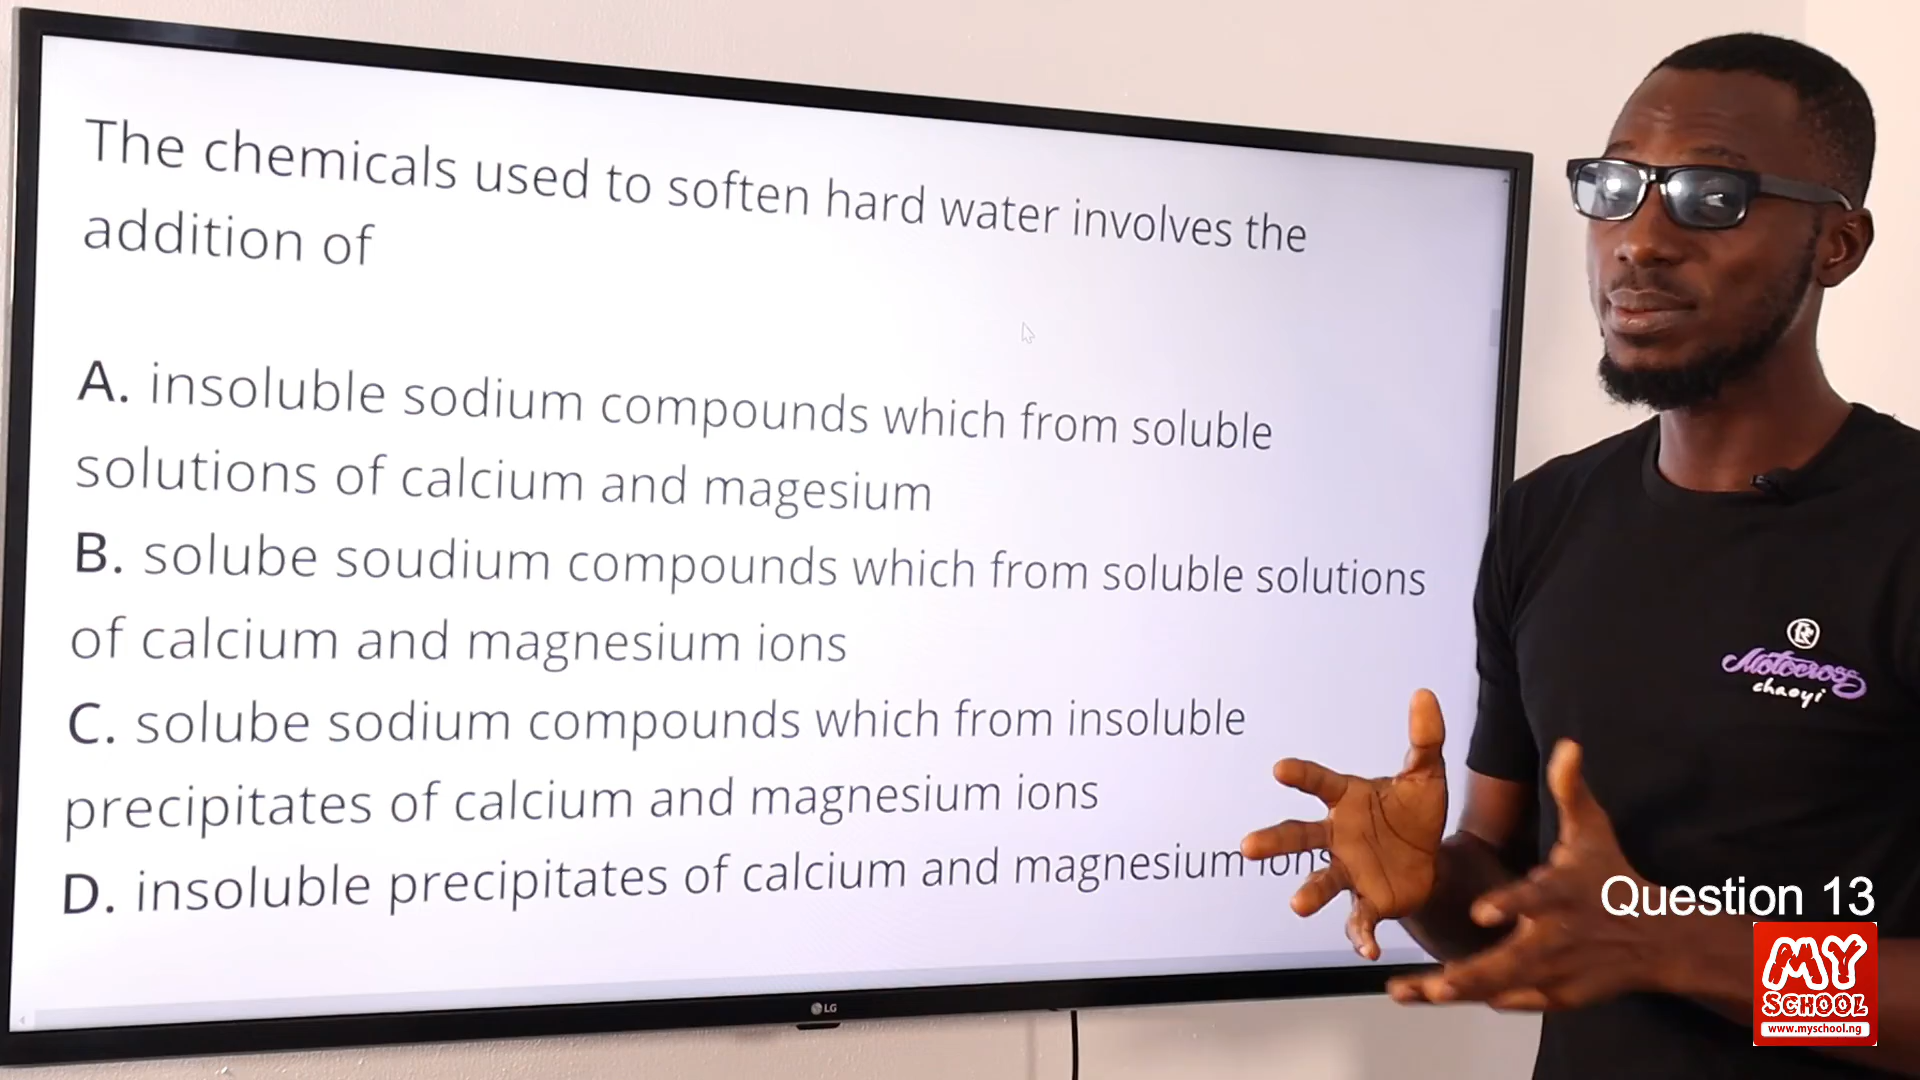 The chemicals used to soften hard water involves the
addition of
A. insoluble sodium compounds which from soluble
solutions of calcium and magesium
B. solube soudium compounds which from soluble solutions
of calcium and magnesium ions
C. solube sodium compounds which from insoluble
precipitates of calcium and magnesium ions
D. insoluble precipitates of calcium and magnesium ions
LG
Motocross
chaoyi
Question 13
MY
SCHOOL
www.myschool.ng